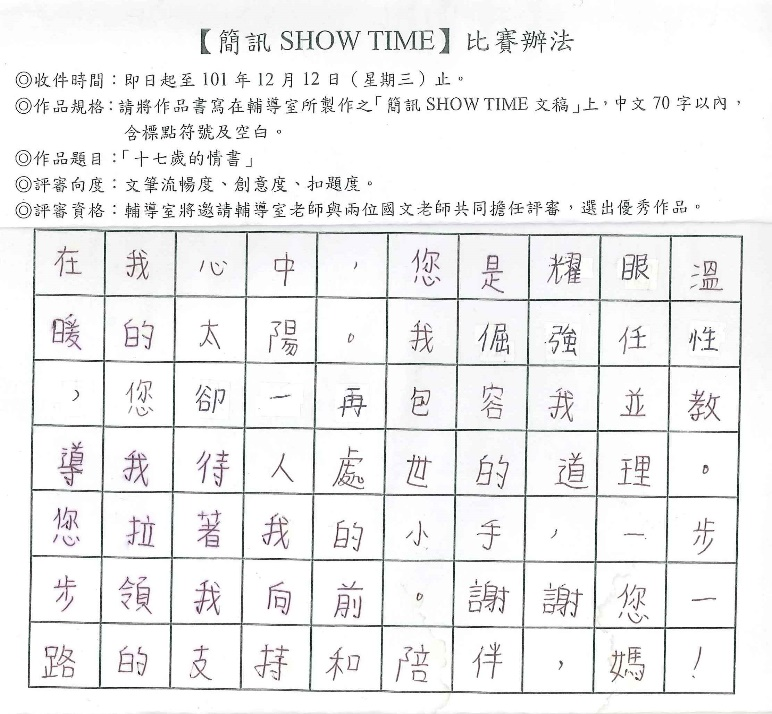 【簡訊 SHOW TIME】比賽辦法
◎收件時間：即日起至 101 年 12 月 12 日（星期三）止。
◎作品規格：請將作品書寫在輔導室所製作之「簡訊 SHOW TIME 文稿」上，中文 70 字以內，
含標點符號及空白。
◎作品題目：「十七歲的情書」
◎評審向度：文筆流暢度、創意度、扣題度。
◎評審資格：輔導室將邀請輔導室老師與兩位國文老師共同擔任評審，選出優秀作品。
在我心中，您是耀眼溫
暖的太陽。我倔強任性
，您卻一再包容我並教
導我待人處世的道理。
您拉著我的小手，一步
步領我向前。謝謝您一
路的支持和陪伴，媽！